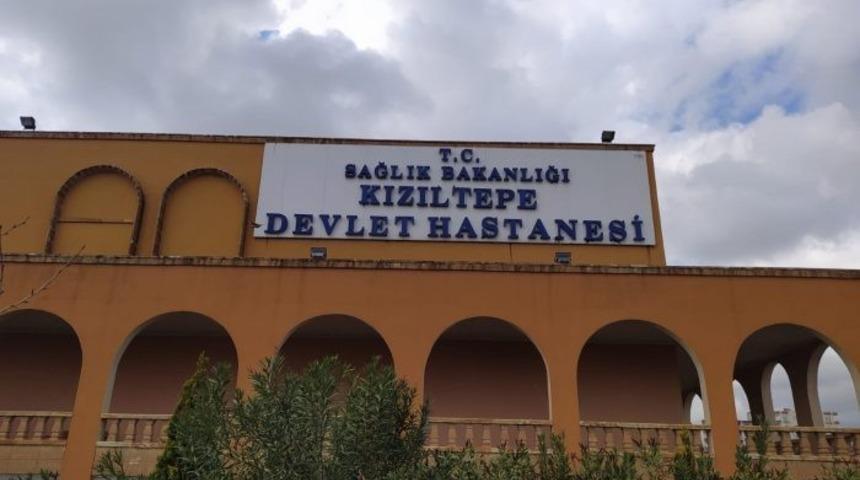 T.C.
SAĞLIK BAKANLIĞI
KIZILTEPE
DEVLET HASTANESİ